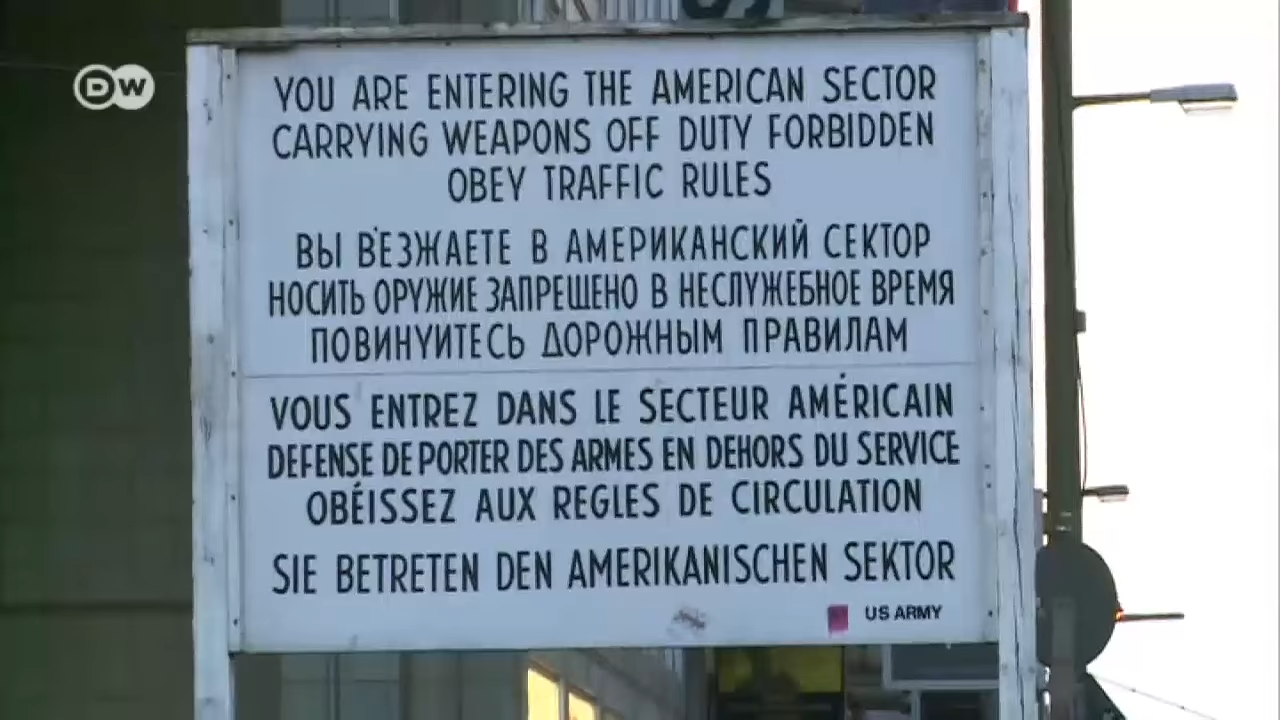 DW
YOU ARE ENTERING THE AMERICAN SECTOR
CARRYING WEAPONS OFF DUTY FORBIDDEN
OBEY TRAFFIC RULES
ВЫ ВЪЕЗЖАЕТЕ В АМЕРИКАНСКИЙ СЕКТОР
НОСИТЬ ОРУЖИЕ ЗАПРЕЩЕНО В НЕСЛУЖЕБНОЕ ВРЕМЯ
ПОВИНУИТЕСЬ ДОРОЖНЫМ ПРАВИЛАМ
VOUS ENTREZ DANS LE SECTEUR AMÉRICAIN
DEFENSE DE PORTER DES ARMES EN DEHORS DU SERVICE
OBÉISSEZ AUX REGLES DE CIRCULATION
SIE BETRETEN DEN AMERIKANISCHEN SEKTOR
US ARMY